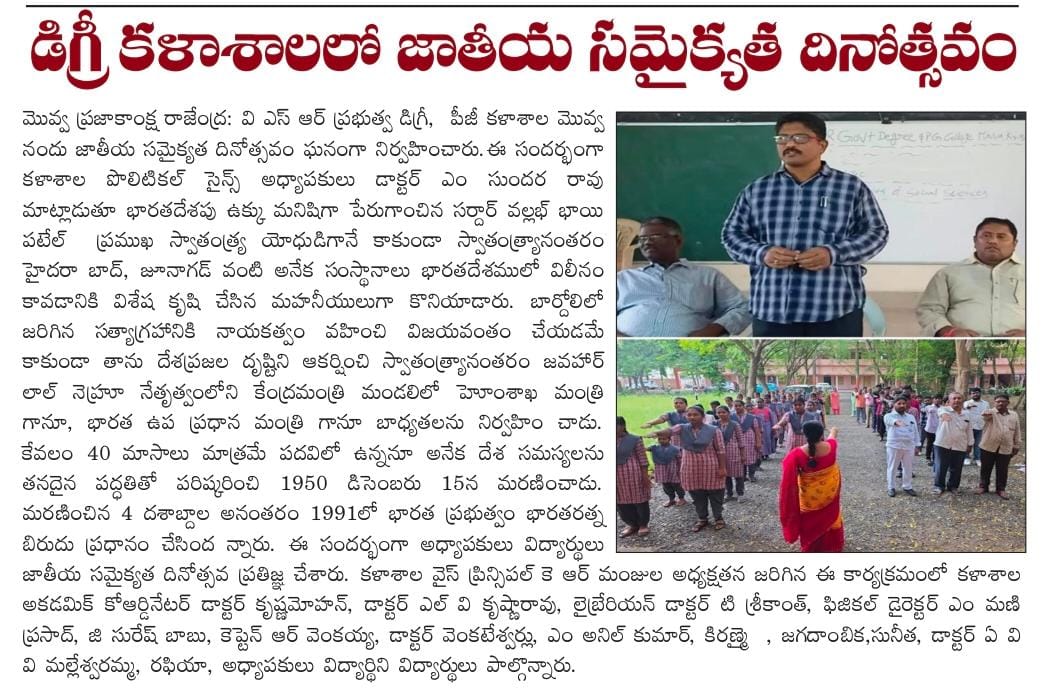 డిగ్రీ కళాశాలలో జాతీయ సమైక్యత దినోత్సవం
మొవ్వ ప్రజాకాంక్ష రాజేంద్ర: వి ఎస్ ఆర్ ప్రభుత్వ డిగ్రీ, పీజీ కళాశాల మొవ్వ
నందు జాతీయ సమైక్యత దినోత్సవం ఘనంగా నిర్వహించారు.ఈ సందర్భంగా
కళాశాల పొలిటికల్ సైన్స్ అధ్యాపకులు డాక్టర్ ఎం సుందర రావు
మాట్లాడుతూ భారతదేశపు ఉక్కు మనిషిగా పేరుగాంచిన సర్దార్ వల్లభ్ భాయి
పటేల్ ప్రముఖ స్వాతంత్ర్య యోధుడిగానే కాకుండా స్వాతంత్ర్యానంతరం
హైదరా బాద్, జూనాగడ్ వంటి అనేక సంస్థానాలు భారతదేశములో విలీనం
కావడానికి విశేష కృషి చేసిన మహనీయులుగా కొనియాడారు. బార్డోలిలో
జరిగిన సత్యాగ్రహానికి నాయకత్వం వహించి విజయవంతం చేయడమే
కాకుండా తాను దేశప్రజల దృష్టిని ఆకర్షించి స్వాతంత్ర్యానంతరం జవహార్
లాల్ నెహ్రూ నేతృత్వంలోని కేంద్రమంత్రి మండలిలో హెూంశాఖ మంత్రి
గానూ, భారత ఉప ప్రధాన మంత్రి గానూ బాధ్యతలను నిర్వహిం చాడు.
కేవలం 40 మాసాలు మాత్రమే పదవిలో ఉన్ననూ అనేక దేశ సమస్యలను
తనదైన పద్ధతితో పరిష్కరించి 1950 డిసెంబరు 15న మరణించాడు.
మరణించిన 4 దశాబ్దాల అనంతరం 1991లో భారత ప్రభుత్వం భారతరత్న
బిరుదు ప్రధానం చేసింద న్నారు. ఈ సందర్భంగా అధ్యాపకులు విద్యార్థులు
జాతీయ సమైక్యత దినోత్సవ ప్రతిజ్ఞ చేశారు. కళాశాల వైస్ ప్రిన్సిపల్ కె ఆర్ మంజుల అధ్యక్షతన జరిగిన ఈ కార్యక్రమంలో కళాశాల
అకడమిక్ కోఆర్డినేటర్ డాక్టర్ కృష్ణమోహన్, డాక్టర్ ఎల్ వి కృష్ణారావు, లైబ్రేరియన్ డాక్టర్ టి శ్రీకాంత్, ఫిజికల్ డైరెక్టర్ ఎం మణి
ప్రసాద్, జి సురేష్ బాబు, కెప్టెన్ ఆర్ వెంకయ్య, డాక్టర్ వెంకటేశ్వర్లు, ఎం అనిల్ కుమార్, కిరణ్మై , జగదాంబిక,సునీత, డాక్టర్ ఏ వి
వి మల్లేశ్వరమ్మ, రఫియా, అధ్యాపకులు విద్యార్థిని విద్యార్థులు పాల్గొన్నారు.
Govt Degree & PG College
of Social Sciences